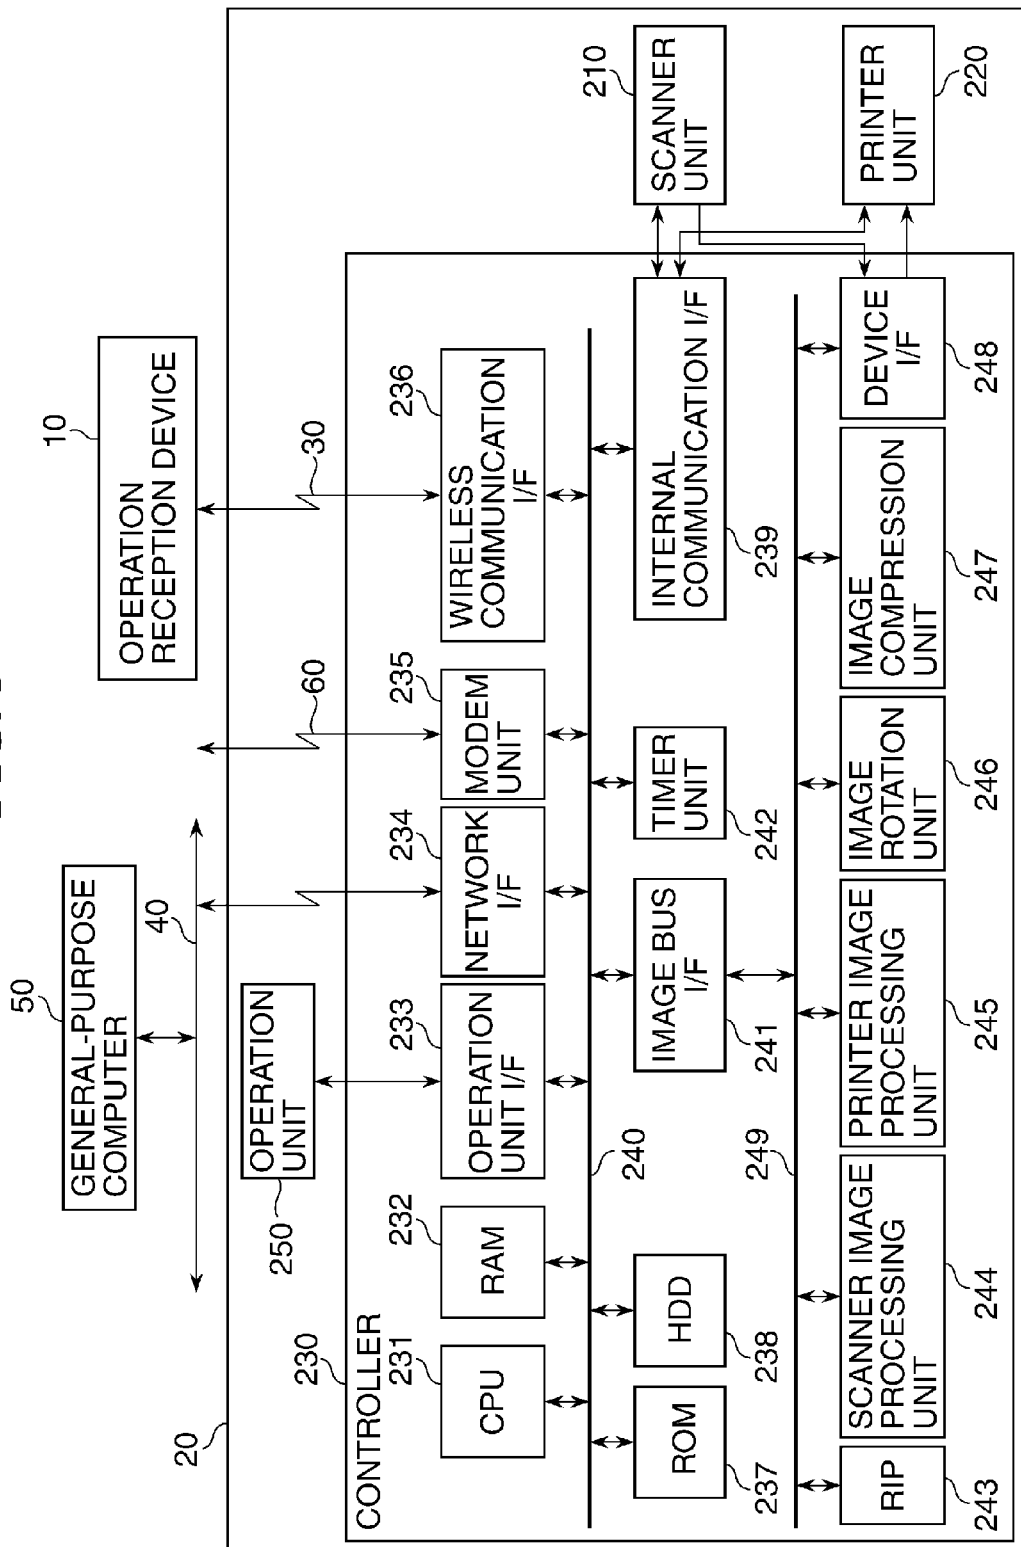 50
GENERAL-PURPOSE
COMPUTER
40
10
OPERATION
RECEPTION DEVICE
20
60
30
250
OPERATION
UNIT
230
CONTROLLER
231
CPU
232
RAM
233
OPERATION
UNIT I/F
234
NETWORK
I/F
235
MODEM
UNIT
236
WIRELESS
COMMUNICATION
I/F
240
ROM
237
HDD
238
IMAGE BUS
I/F
241
TIMER
UNIT
242
INTERNAL
COMMUNICATION I/F
239
SCANNER
UNIT
210
249
RIP
243
SCANNER IMAGE
PROCESSING
UNIT
244
PRINTER IMAGE
PROCESSING
UNIT
245
IMAGE
ROTATION
UNIT
246
IMAGE
COMPRESSION
UNIT
247
DEVICE
I/F
248
PRINTER
UNIT
220